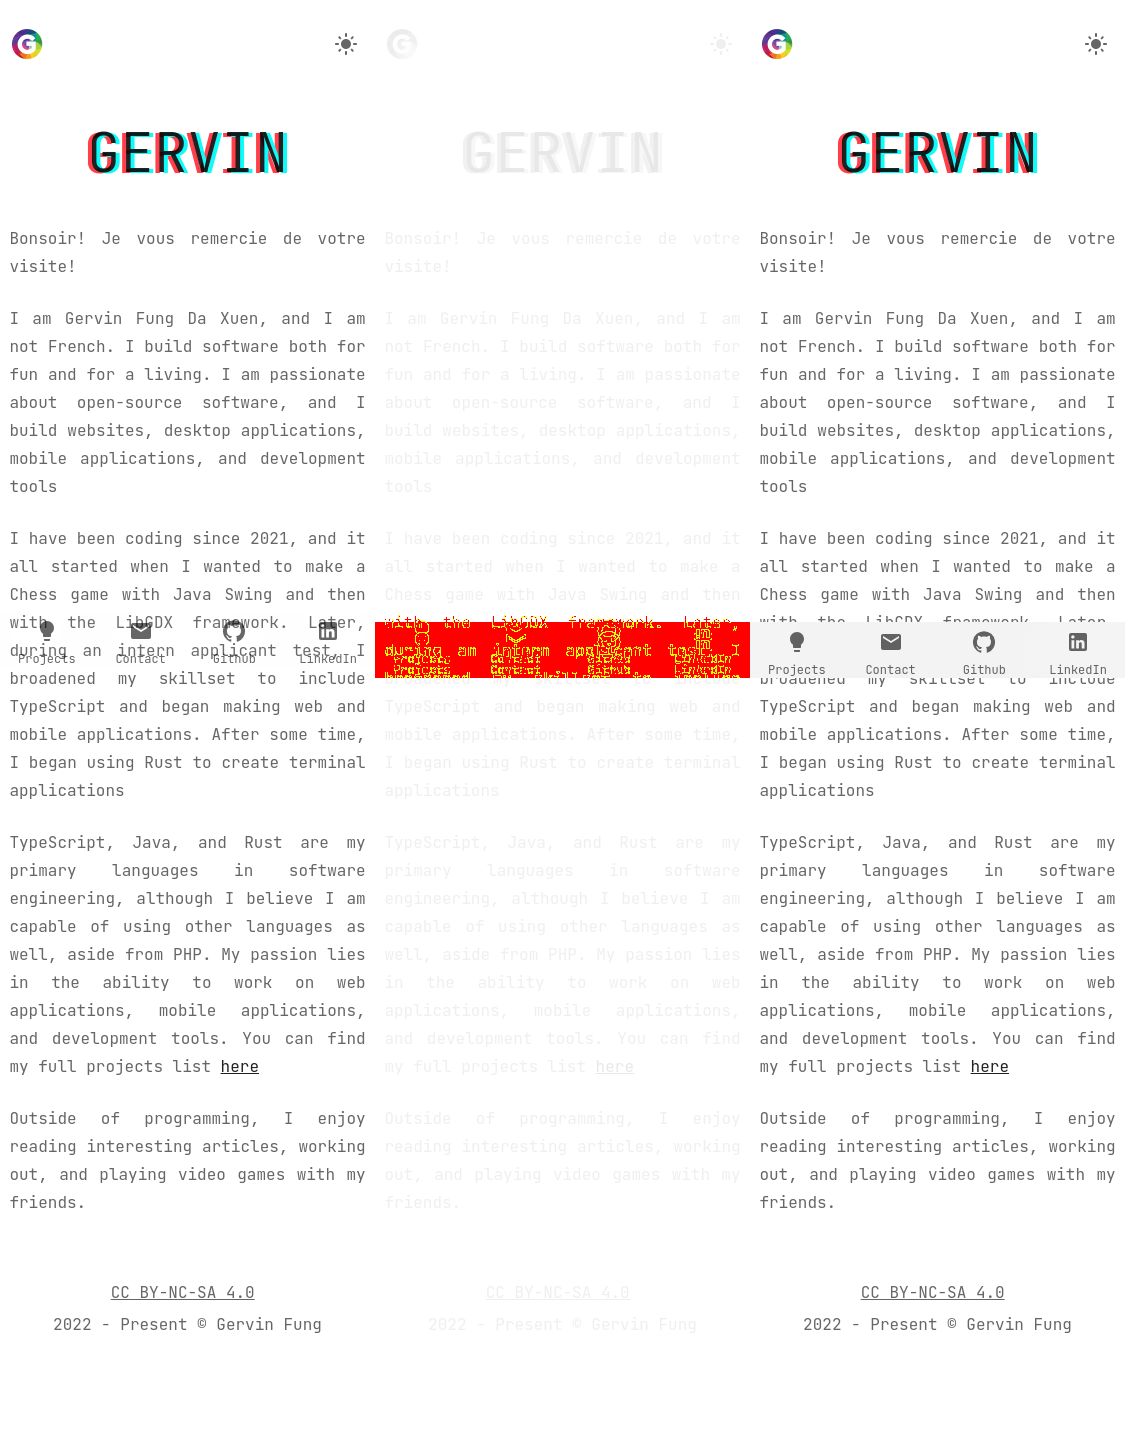 GERVIN
Bonsoir! Je vous remercie de votre
visite!
I am Gervin Fung Da Xuen, and I am
not French. I build software both for
fun and for a living. I am passionate
about open-source software, and I
build websites, desktop applications,
mobile applications, and development
tools
I have been coding since 2021, and it
all started when I wanted to make a
Chess game with Java Swing and then
with the LibGDX framework. Later,
during an intern applicant test, I
Projects Contact Github LinkedIn
broadened my skillset to include
TypeScript and began making web and
mobile applications. After some time,
I began using Rust to create terminal
applications
TypeScript, Java, and Rust are my
primary languages in software
engineering, although I believe I am
capable of using other languages as
well, aside from PHP. My passion lies
in the ability to work on web
applications, mobile applications,
and development tools. You can find
my full projects list here
Outside of programming, I enjoy
reading interesting articles, working
out, and playing video games with my
friends.
CC BY-NC-SA 4.0
2022 - Present © Gervin Fung
GERVIN
Bonsoir! Je vous remercie de votre
visite!
I am Gervin Fung Da Xuen, and I am
not French. I build software both for
fun and for a living. I am passionate
about open-source software, and I
build websites, desktop applications,
mobile applications, and development
tools
I have been coding since 2021, and it
all started when I wanted to make a
Chess game with Java Swing and then
with the LibGDX framework. Later,
during an intern applicant test, I
broadened my skillset to include
TypeScript and began making web and
mobile applications. After some time,
I began using Rust to create terminal
applications
TypeScript, Java, and Rust are my
primary languages in software
engineering, although I believe I am
capable of using other languages as
well, aside from PHP. My passion lies
in the ability to work on web
applications, mobile applications,
and development tools. You can find
my full projects list here
Outside of programming, I enjoy
reading interesting articles, working
out, and playing video games with my
friends.
CC BY-NC-SA 4.0
2022 - Present © Gervin Fung
GERVIN
Bonsoir! Je vous remercie de votre
visite!
I am Gervin Fung Da Xuen, and I am
not French. I build software both for
fun and for a living. I am passionate
about open-source software, and I
build websites, desktop applications,
mobile applications, and development
tools
I have been coding since 2021, and it
all started when I wanted to make a
Chess game with Java Swing and then
with the LibGDX framework. Later,
Projects Contact Github LinkedIn
broadened my skillset to include
TypeScript and began making web and
mobile applications. After some time,
I began using Rust to create terminal
applications
TypeScript, Java, and Rust are my
primary languages in software
engineering, although I believe I am
capable of using other languages as
well, aside from PHP. My passion lies
in the ability to work on web
applications, mobile applications,
and development tools. You can find
my full projects list here
Outside of programming, I enjoy
reading interesting articles, working
out, and playing video games with my
friends.
CC BY-NC-SA 4.0
2022 - Present © Gervin Fung